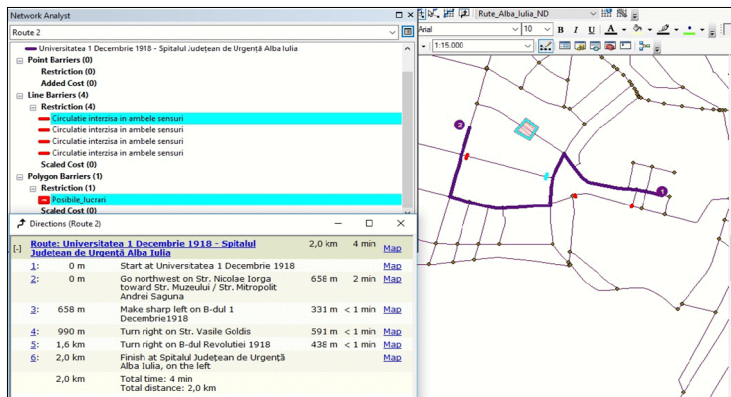 Network Analyst
Route 2
Universitatea 1 Decembrie 1918 - Spitalul Județean de Urgență Alba Iulia
Point Barriers (0)
Restriction (0)
Added Cost (0)
Line Barriers (4)
Restriction (4)
Circulatie interzisa in ambele sensuri
Circulatie interzisa in ambele sensuri
Circulatie interzisa in ambele sensuri
Circulatie interzisa in ambele sensuri
Scaled Cost (0)
Polygon Barriers (1)
Restriction (1)
Posibile_lucrari
Scaled Cost (0)
Rute_Alba_Iulia_ND
Arial 10 B I U A
1:15.000
2
1
Directions (Route 2)
[-] Route: Universitatea 1 Decembrie 1918 - Spitalul 2,0 km 4 min Map
Județean de Urgență Alba Iulia
1: 0 m Start at Universitatea 1 Decembrie 1918 Map
2: 0 m Go northwest on Str. Nicolae Iorga 658 m 2 min Map
toward Str. Muzeului / Str. Mitropolit
Andrei Saguna
3: 658 m Make sharp left on B-dul 1 331 m < 1 min Map
Decembrie1918
4: 990 m Turn right on Str. Vasile Goldis 591 m < 1 min Map
5: 1,6 km Turn right on B-dul Revolutiei 1918 438 m < 1 min Map
6: 2,0 km Finish at Spitalul Județean de Urgență Map
Alba Iulia, on the left
2,0 km Total time: 4 min
Total distance: 2,0 km